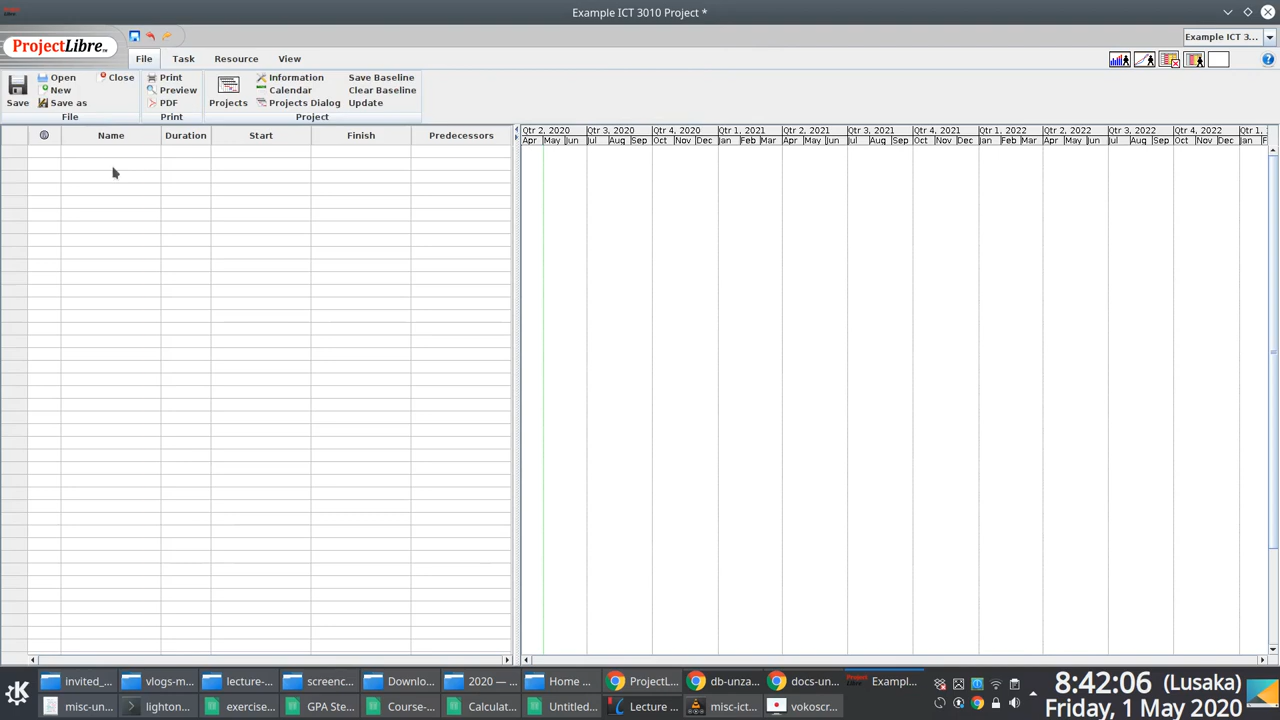 Project
Libre
Example ICT 3010 Project *
ProjectLibre
Example ICT 3...
File Task Resource View
Save Open Close New Save as
Print Preview PDF
Projects Information Calendar Projects Dialog
Save Baseline Clear Baseline Update
File Print Project
Name Duration Start Finish Predecessors
Qtr 2, 2020 Qtr 3, 2020 Qtr 4, 2020 Qtr 1, 2021 Qtr 2, 2021 Qtr 3, 2021 Qtr 4, 2021 Qtr 1, 2022 Qtr 2, 2022 Qtr 3, 2022 Qtr 4, 2022 Qtr 1,
Apr May Jun Jul Aug Sep Oct Nov Dec Jan Feb Mar Apr May Jun Jul Aug Sep Oct Nov Dec Jan Feb Mar Apr May Jun Jul Aug Sep Oct Nov Dec Jan F
invited_... vlogs-m... lecture-... screenc... Downlo... 2020 — ... Home ... ProjectL... db-unza... docs-un... Exampl...
misc-un... lighton... exercise... GPA Ste... Course-... Calculat... Untitled... Lecture ... misc-ict... vokoscr...
8:42:06 (Lusaka)
Friday, 1 May 2020